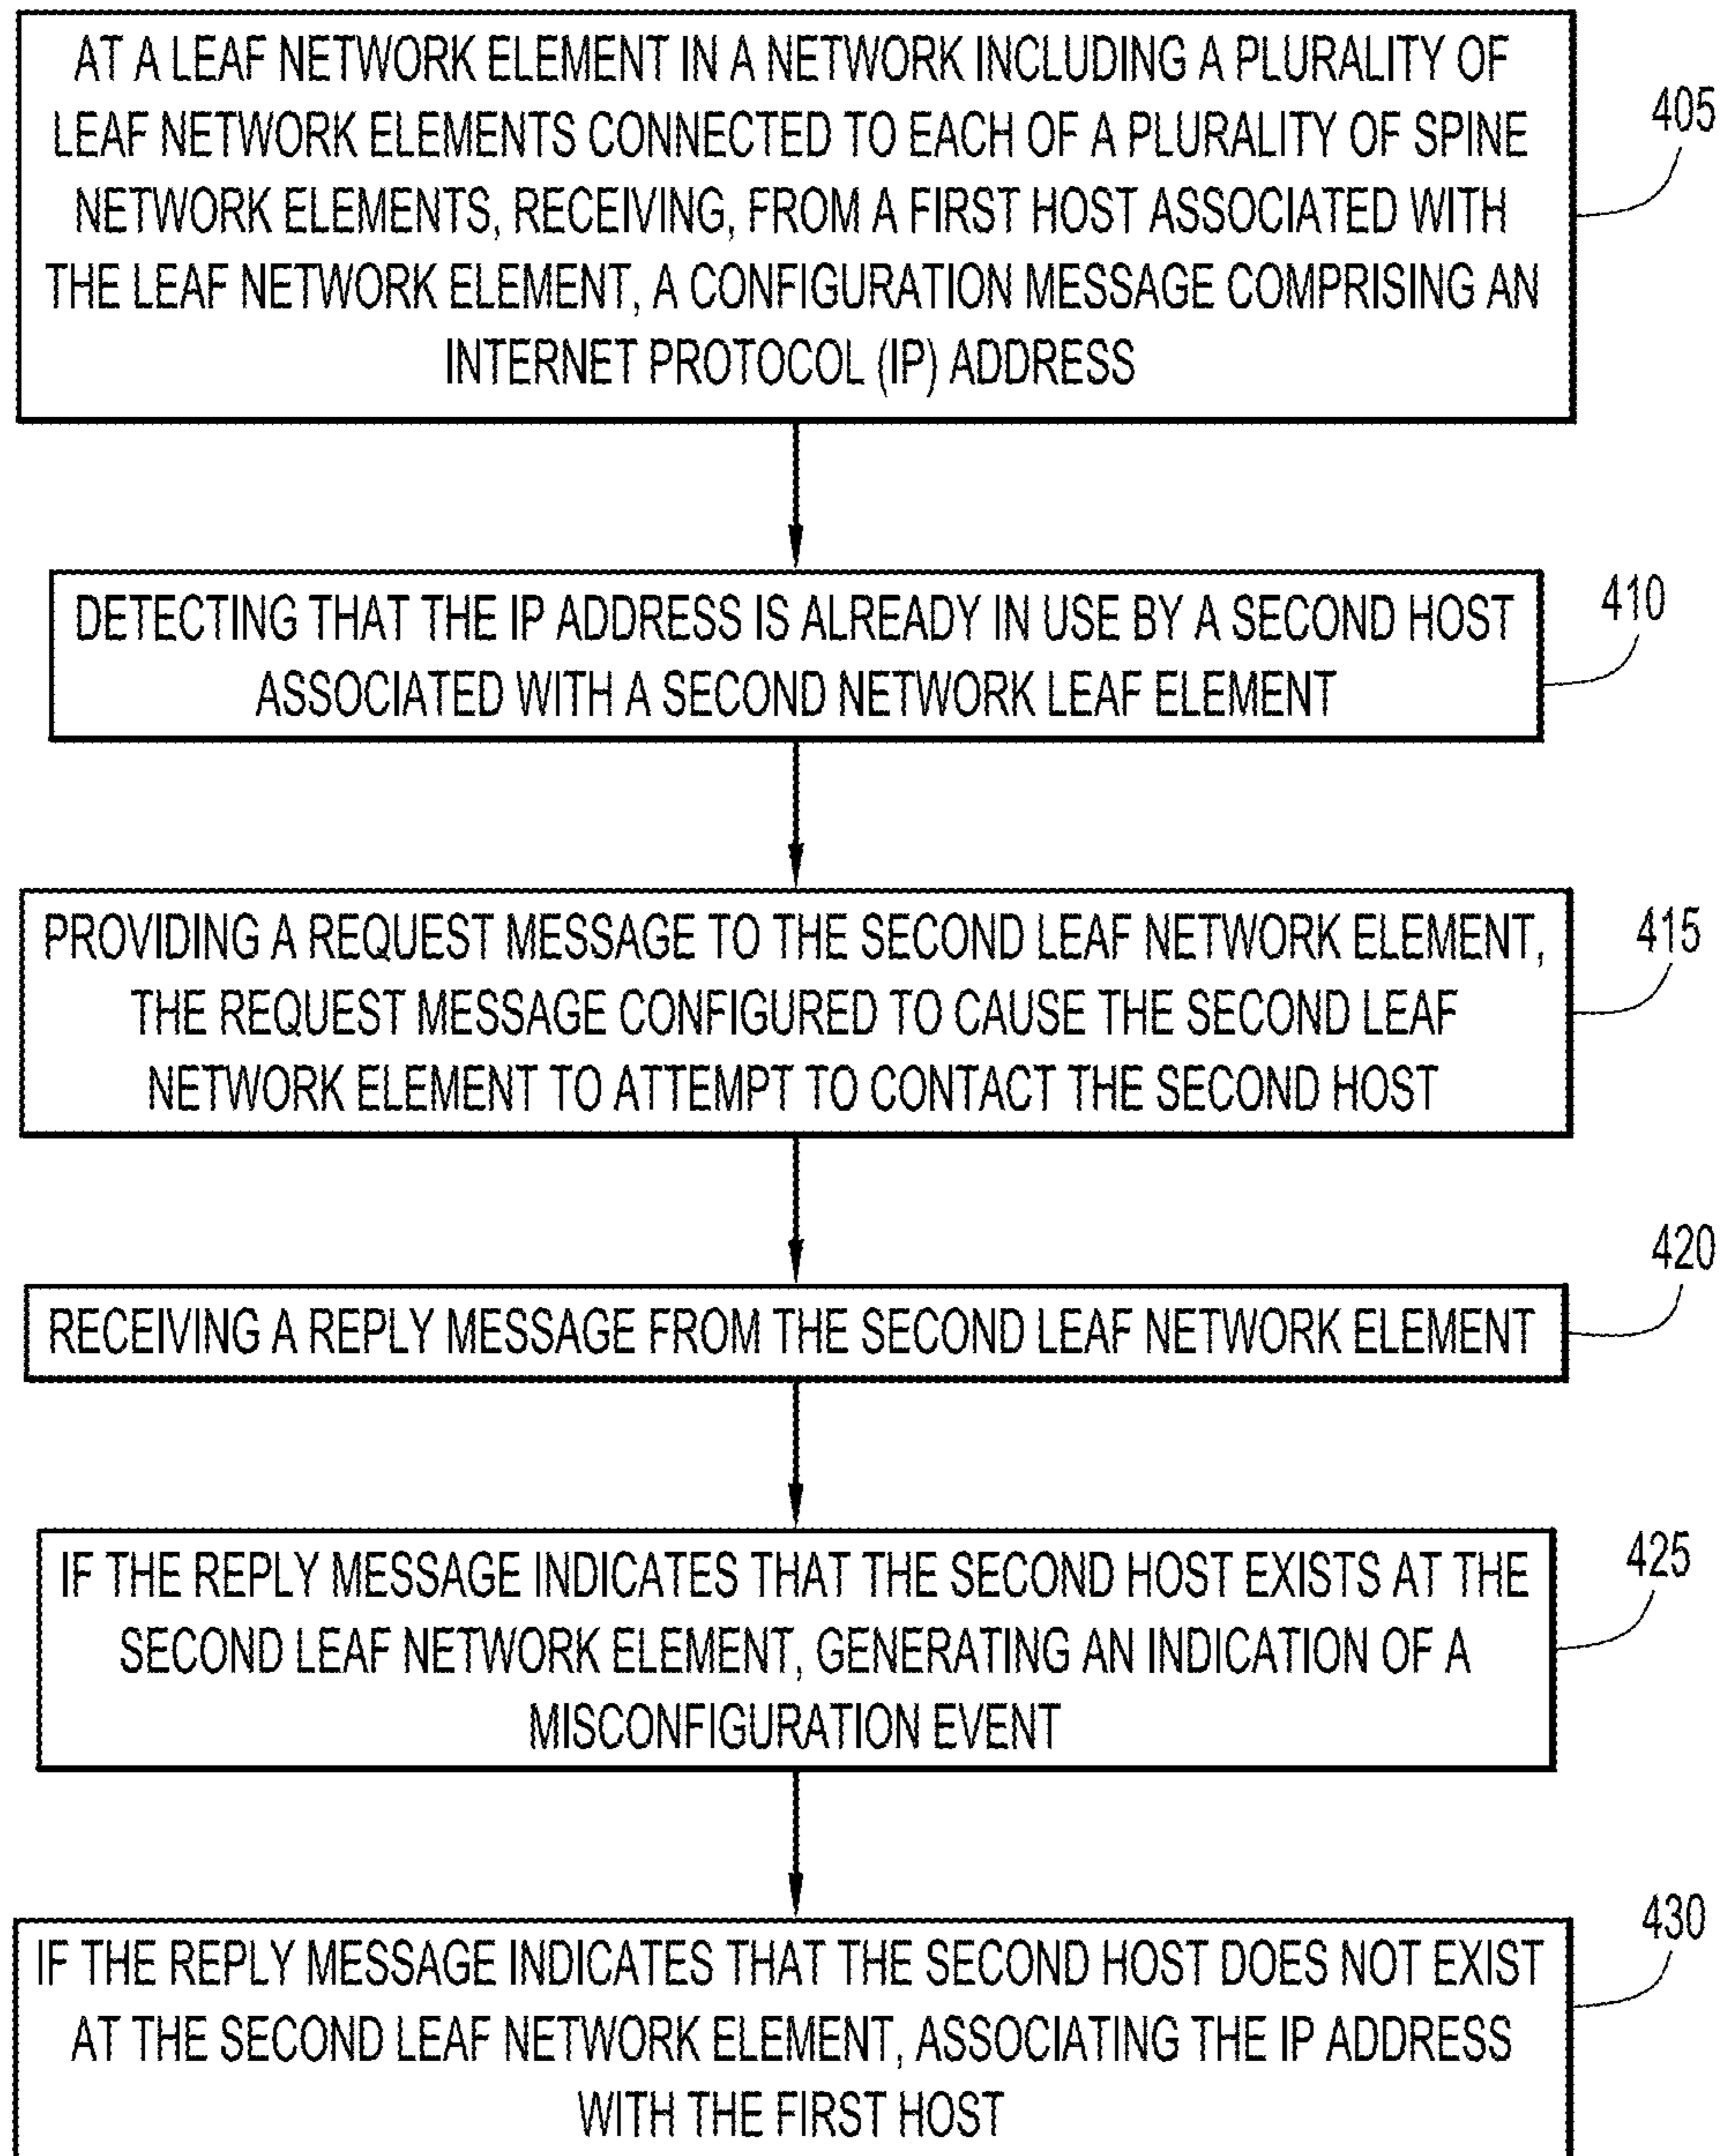 AT A LEAF NETWORK ELEMENT IN A NETWORK INCLUDING A PLURALITY OF
LEAF NETWORK ELEMENTS CONNECTED TO EACH OF A PLURALITY OF SPINE
NETWORK ELEMENTS, RECEIVING, FROM A FIRST HOST ASSOCIATED WITH
THE LEAF NETWORK ELEMENT, A CONFIGURATION MESSAGE COMPRISING AN
INTERNET PROTOCOL (IP) ADDRESS
405
DETECTING THAT THE IP ADDRESS IS ALREADY IN USE BY A SECOND HOST
ASSOCIATED WITH A SECOND NETWORK LEAF ELEMENT
410
PROVIDING A REQUEST MESSAGE TO THE SECOND LEAF NETWORK ELEMENT,
THE REQUEST MESSAGE CONFIGURED TO CAUSE THE SECOND LEAF
NETWORK ELEMENT TO ATTEMPT TO CONTACT THE SECOND HOST
415
RECEIVING A REPLY MESSAGE FROM THE SECOND LEAF NETWORK ELEMENT
420
IF THE REPLY MESSAGE INDICATES THAT THE SECOND HOST EXISTS AT THE
SECOND LEAF NETWORK ELEMENT, GENERATING AN INDICATION OF A
MISCONFIGURATION EVENT
425
IF THE REPLY MESSAGE INDICATES THAT THE SECOND HOST DOES NOT EXIST
AT THE SECOND LEAF NETWORK ELEMENT, ASSOCIATING THE IP ADDRESS
WITH THE FIRST HOST
430